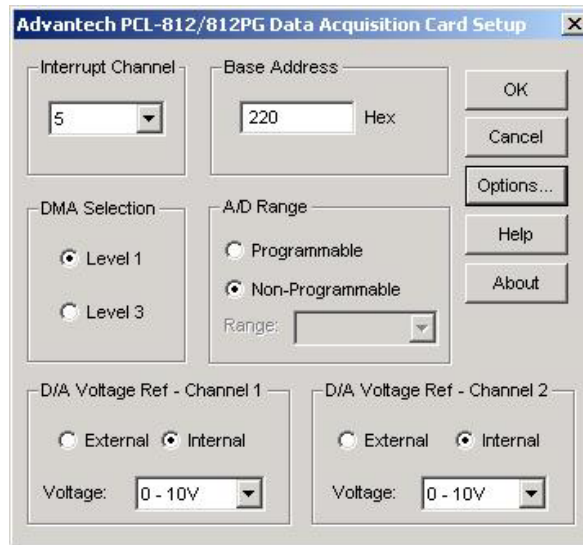 Advantech PCL-812/812PG Data Acquisition Card Setup
Interrupt Channel
5
Base Address
220 Hex
OK
Cancel
Options...
Help
About
DMA Selection
Level 1
Level 3
A/D Range
Programmable
Non-Programmable
Range:
D/A Voltage Ref - Channel 1
External Internal
Voltage: 0 - 10V
D/A Voltage Ref - Channel 2
External Internal
Voltage: 0 - 10V